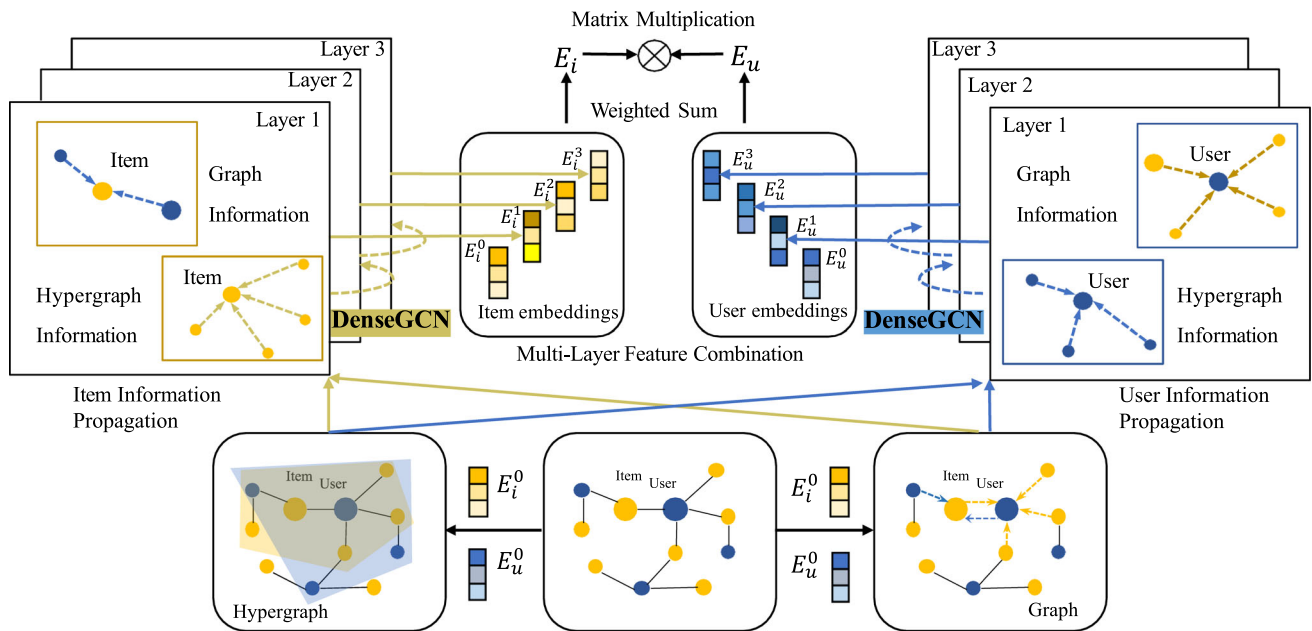 Matrix Multiplication
Layer 3
Layer 2
Layer 1
E_i
E_u
Layer 3
Layer 2
Layer 1
Weighted Sum
Item
Graph
Information
Item
Hypergraph
Information
E_i^3
E_i^2
E_i^1
E_i^0
Item embeddings
E_u^3
E_u^2
E_u^1
E_u^0
User embeddings
DenseGCN
DenseGCN
Graph
Information
User
User
Hypergraph
Information
Multi-Layer Feature Combination
Item Information
Propagation
User Information
Propagation
Item
User
Hypergraph
E_i^0
E_u^0
Item
User
E_i^0
E_u^0
Item
User
Graph